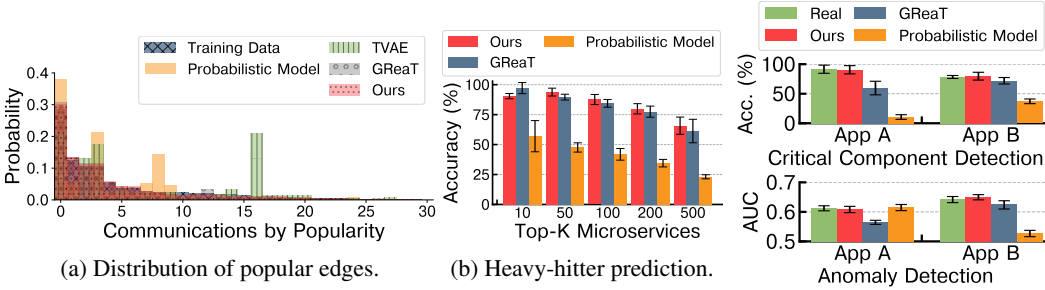 Training Data
Probabilistic Model
TVAE
GReaT
Ours
Probability
0.4
0.3
0.2
0.1
0.0
0 5 10 15 20 25 30
Communications by Popularity
(a) Distribution of popular edges.
Ours
GReaT
Probabilistic Model
Accuracy (%)
100
75
50
25
0
10 50 100 200 500
Top-K Microservices
(b) Heavy-hitter prediction.
Real
Ours
GReaT
Probabilistic Model
Acc. (%)
100
50
0
App A App B
Critical Component Detection
AUC
0.7
0.6
0.5
App A App B
Anomaly Detection